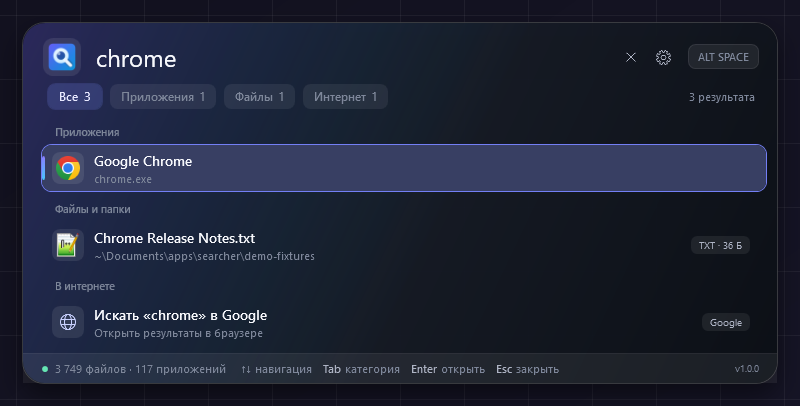 chrome
ALT SPACE
Все 3 Приложения 1 Файлы 1 Интернет 1 3 результата
Приложения
Google Chrome
chrome.exe
Файлы и папки
Chrome Release Notes.txt
~\Documents\apps\searcher\demo-fixtures
TXT · 36 Б
В интернете
Искать «chrome» в Google
Открыть результаты в браузере
Google
3 749 файлов · 117 приложений ↑↓ навигация Tab категория Enter открыть Esc закрыть v1.0.0